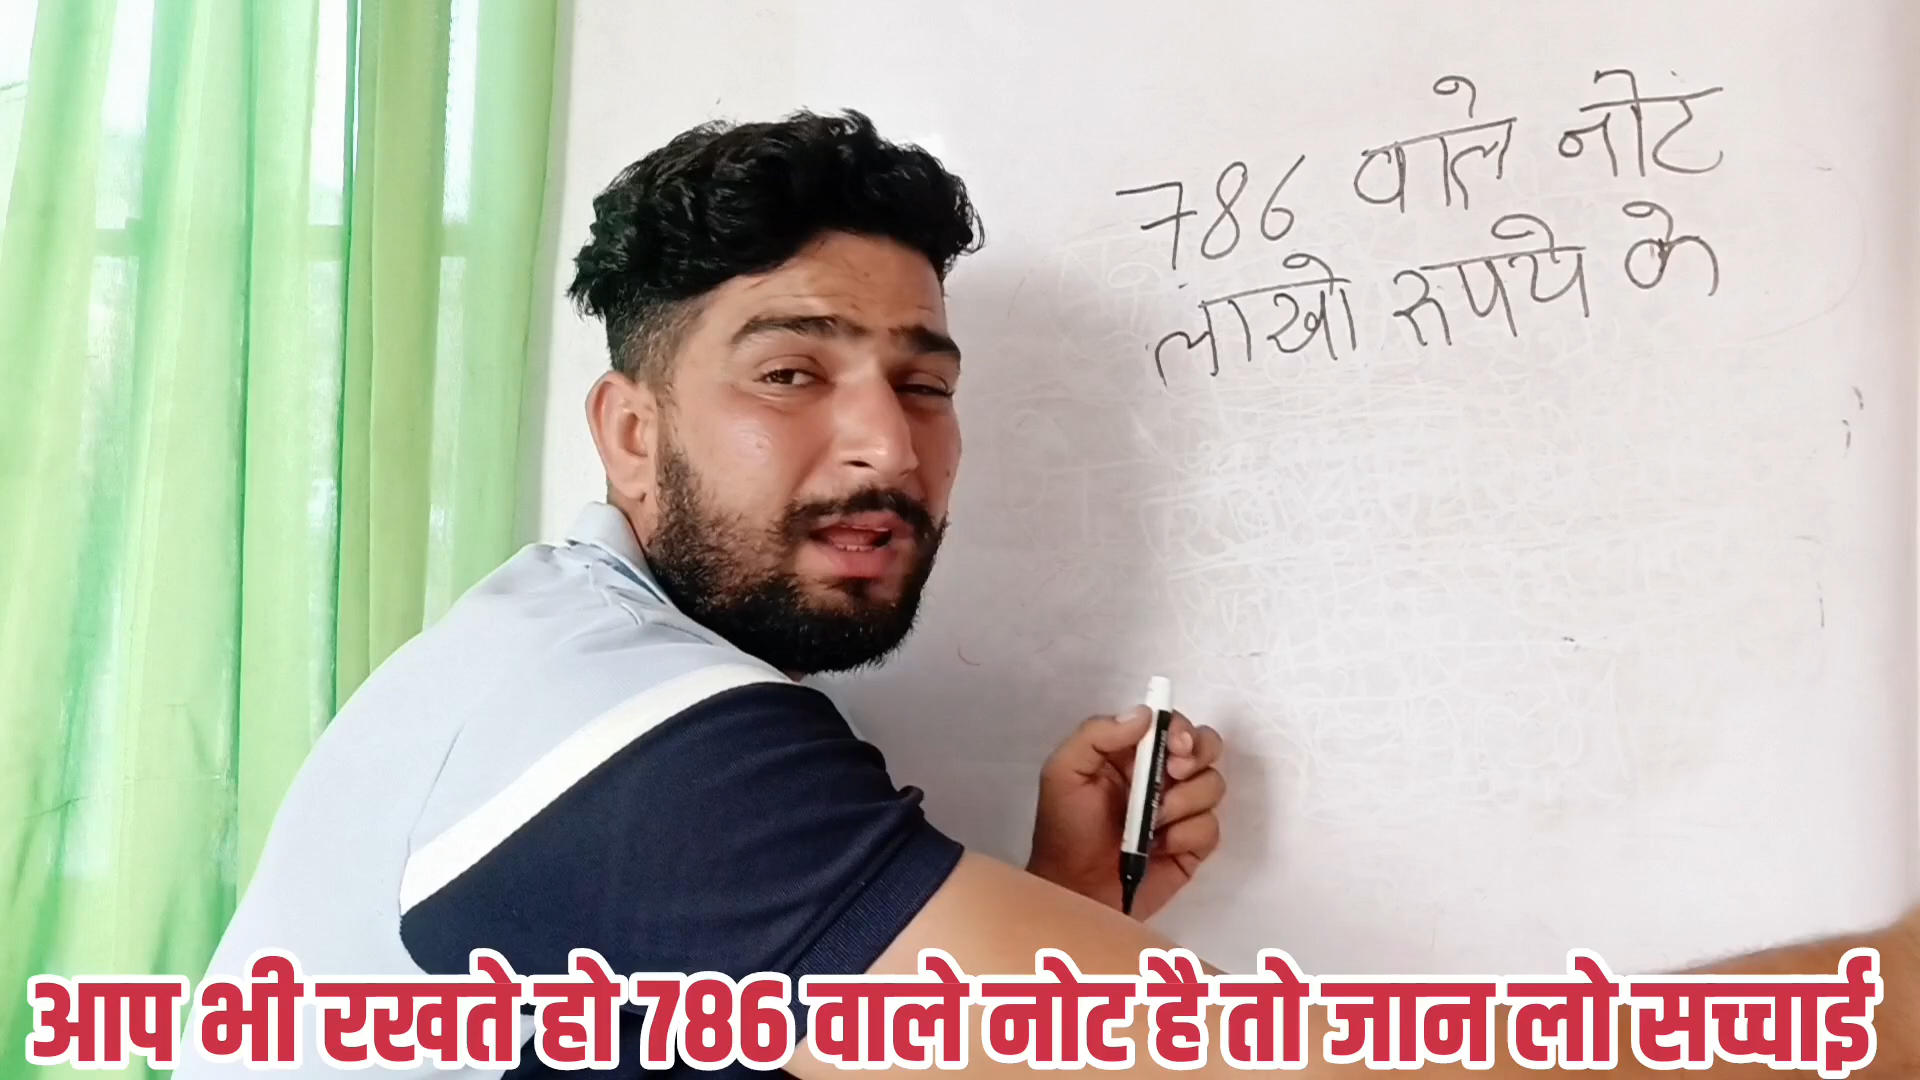 786 वाले नोट
लाखो रूपये के
आप भी रखते हो 786 वाले नोट है तो जान लो सच्चाई